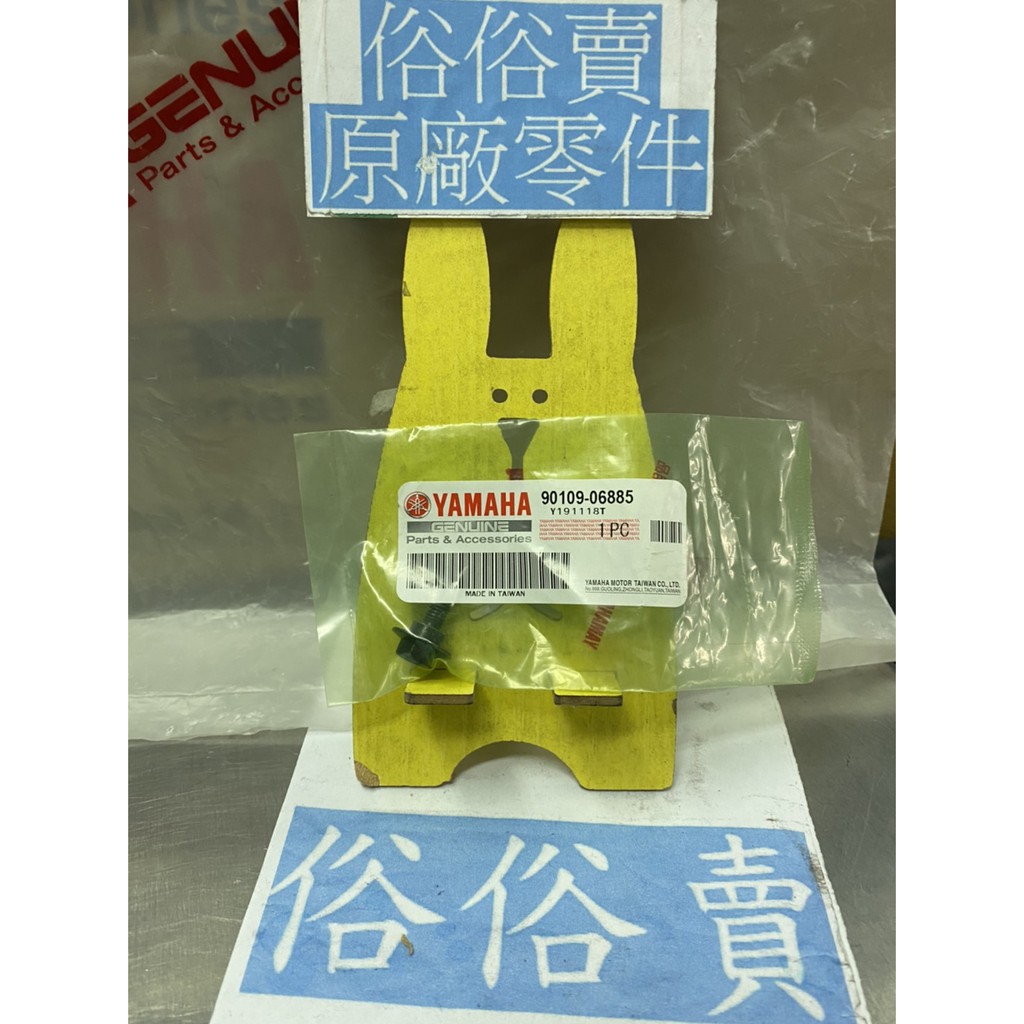 俗俗賣
原廠零件
GENU
Parts & Acc
YAMAHA
90109-06885
Y191118T
GENUINE
Parts & Accessories
1PC
MADE IN TAIWAN
YAMAHA MOTOR TAIWAN CO., LTD.
YAMAHA
俗俗賣